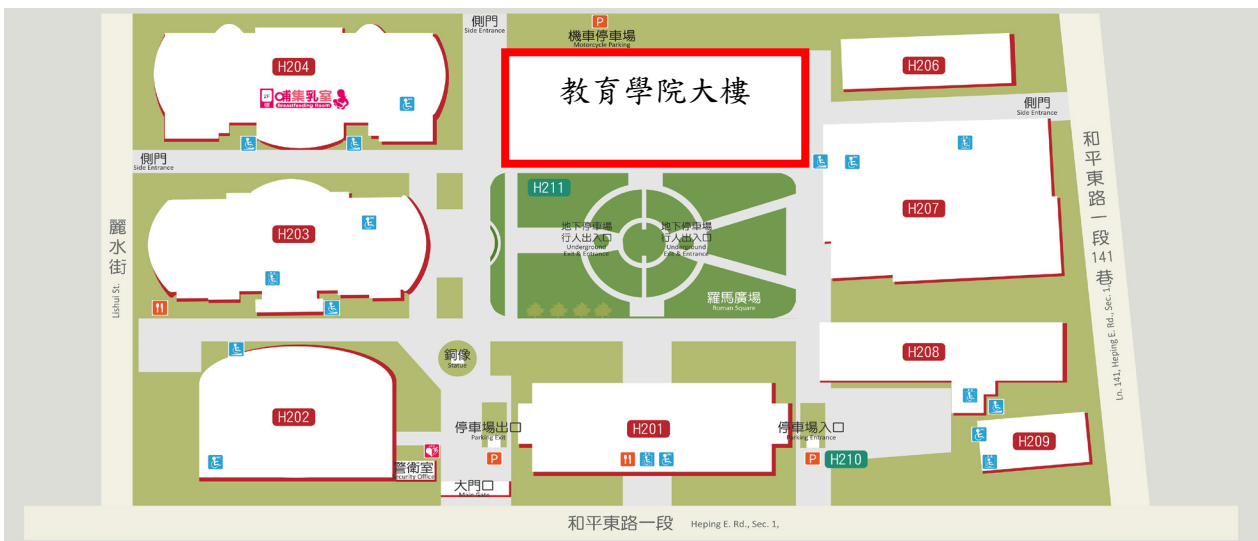 側門
Side Entrance
P
機車停車場
Motorcycle Parking
H204
2F
哺集乳室
Breastfeeding Room
教育學院大樓
H206
側門
Side Entrance
側門
Side Entrance
H211
H203
H207
地下停車場
行人出入口
Underground
Exit & Entrance
地下停車場
行人出入口
Underground
Exit & Entrance
羅馬廣場
Roman Square
麗水街
Lishui St.
和平東路一段141巷
Ln. 141, Heping E. Rd., Sec. 1,
銅像
Statue
H208
H202
H201
停車場出口
Parking Exit
P
停車場入口
Parking Entrance
P
H210
H209
警衛室
Security Office
大門口
Main Gate
和平東路一段 Heping E. Rd., Sec. 1,